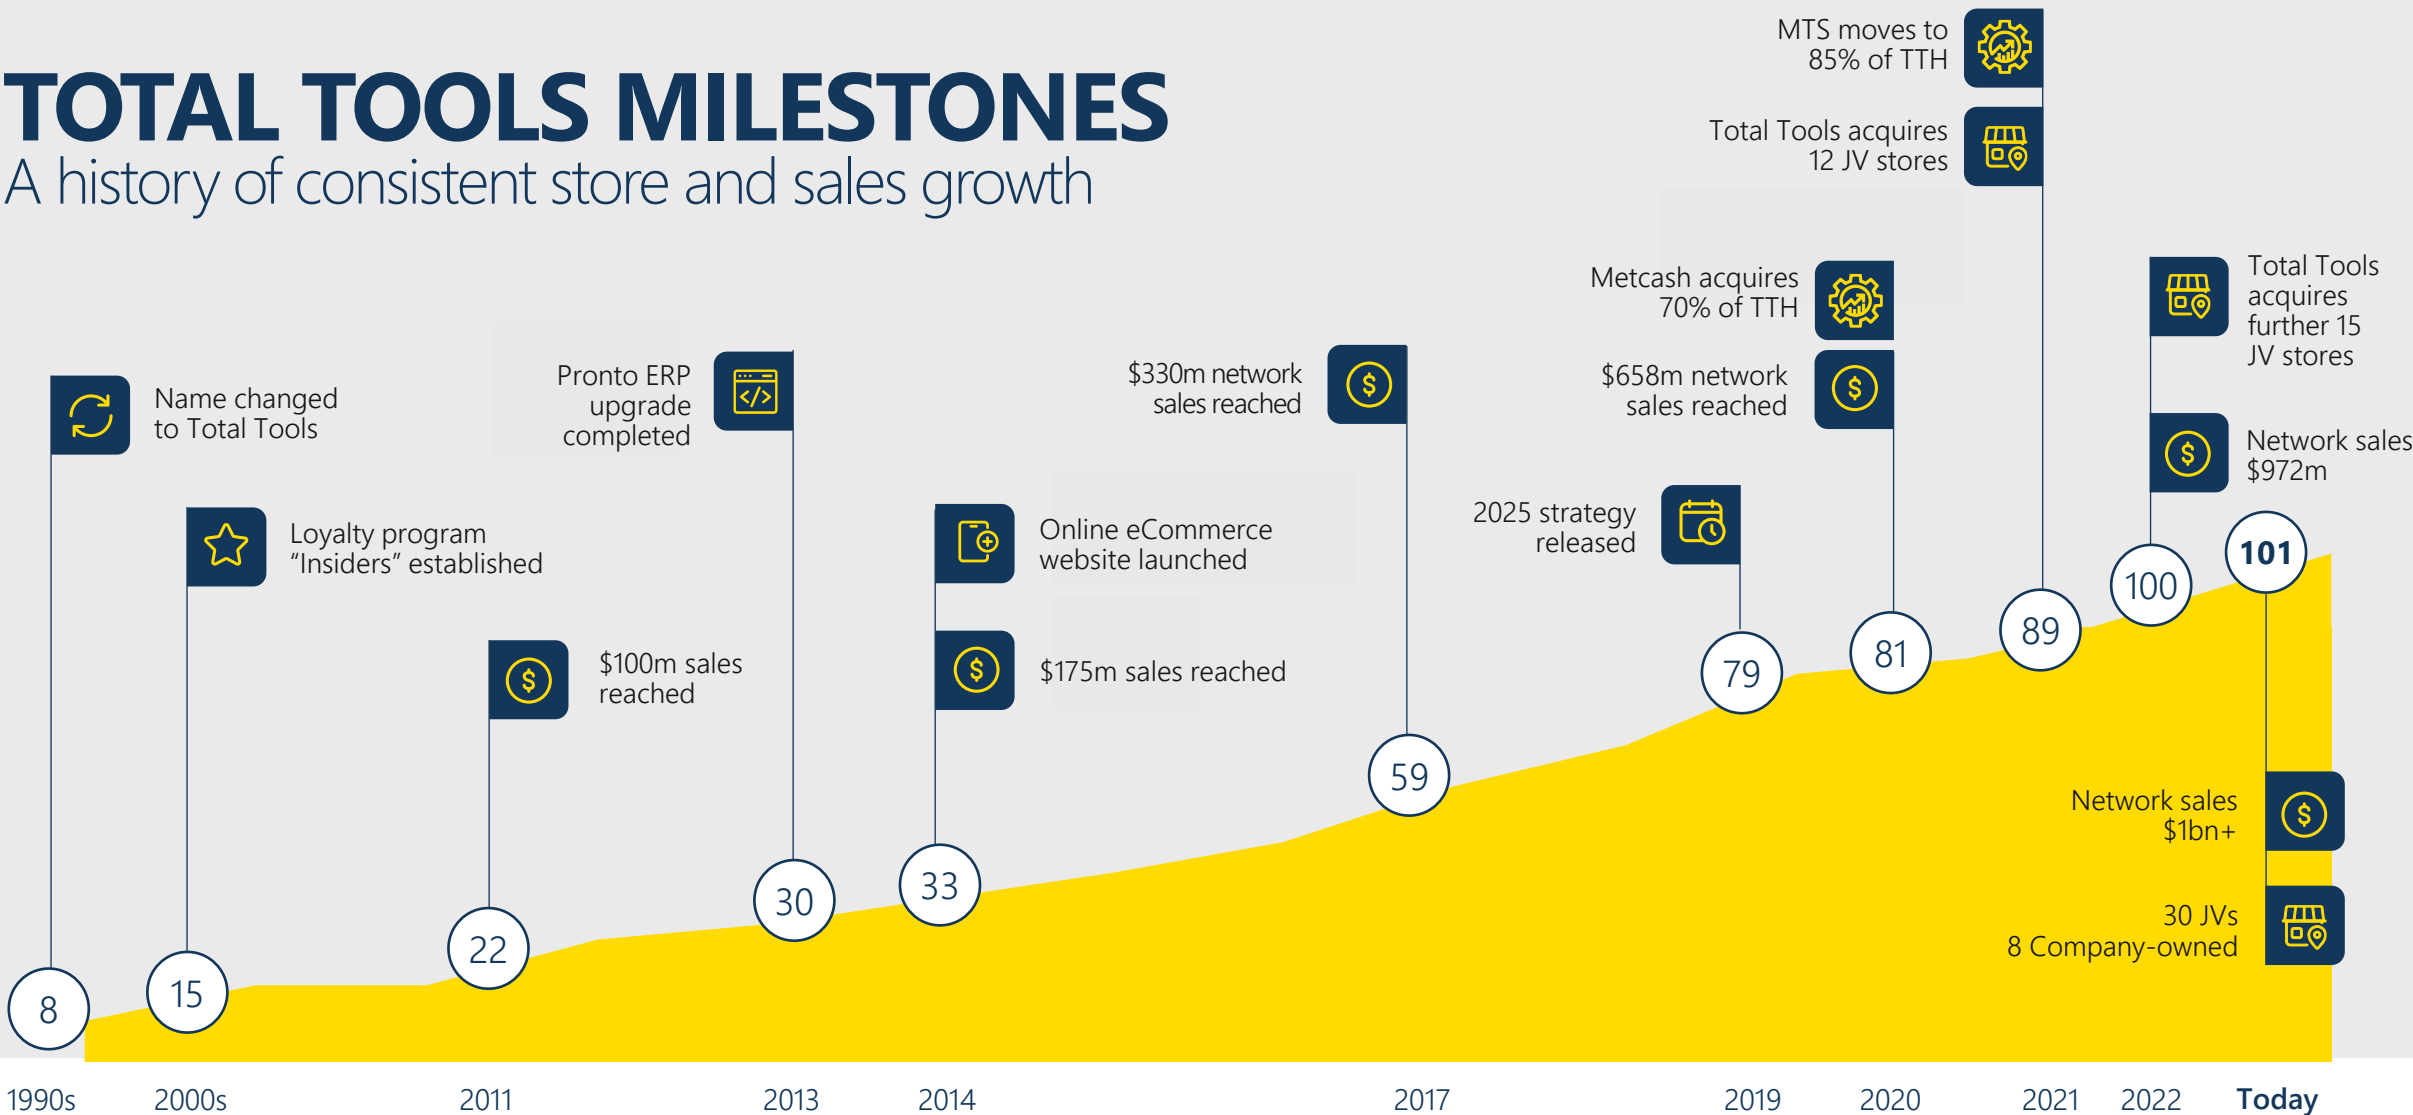 TOTAL TOOLS MILESTONES
A history of consistent store and sales growth
Name changed
to Total Tools
Loyalty program
“Insiders” established
$100m sales
reached
Pronto ERP
upgrade
completed
Online eCommerce
website launched
$175m sales reached
$330m network
sales reached
2025 strategy
released
Metcash acquires
70% of TTH
$658m network
sales reached
MTS moves to
85% of TTH
Total Tools acquires
12 JV stores
Total Tools
acquires
further 15
JV stores
Network sales
$972m
Network sales
$1bn+
30 JVs
8 Company-owned
8
15
22
30
33
59
79
81
89
100
101
1990s
2000s
2011
2013
2014
2017
2019
2020
2021
2022
Today